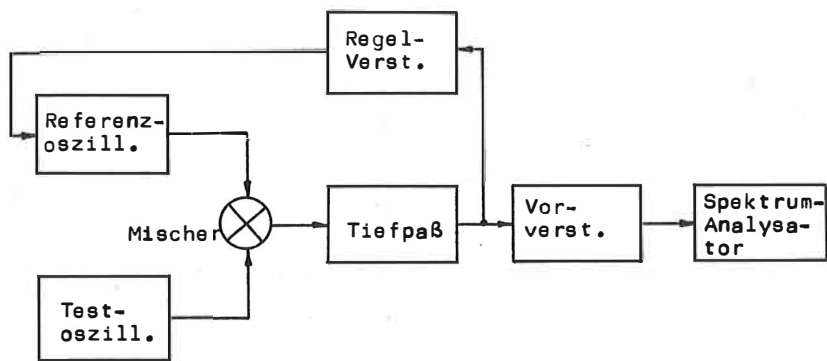 Regel-
Verst.
Referenz-
oszill.
Mischer
Tiefpaß
Vor-
verst.
Spektrum-
Analysa-
tor
Test-
oszill.